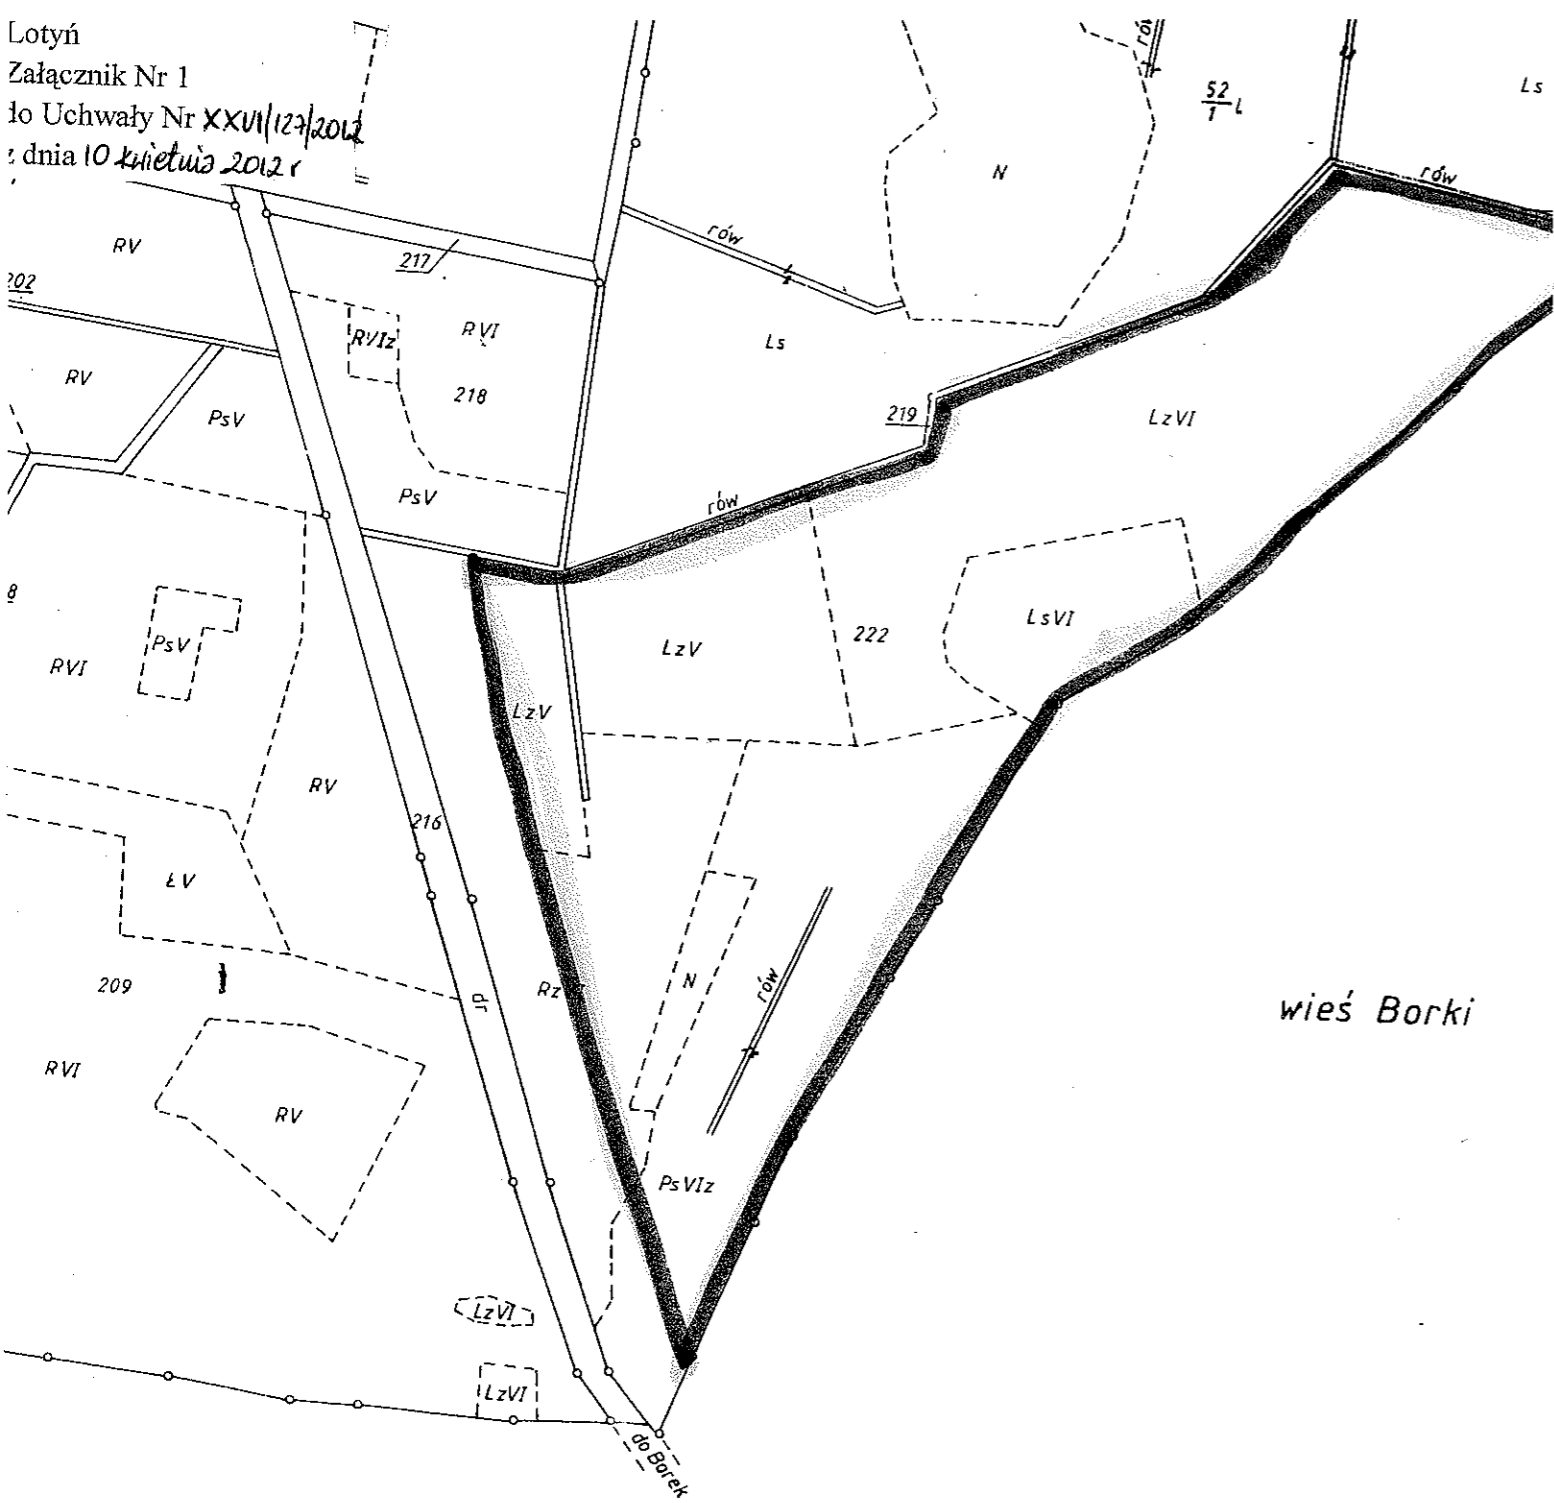 Lotyń
Załącznik Nr 1
do Uchwały Nr XXVI/127/2012
z dnia 10 kwietnia 2012 r
rów
52
1 L
Ls
N
rów
RV
217
rów
202
RVIz
RVI
Ls
RV
218
PsV
219
LzVI
PsV
rów
8
PsV
RVI
LzV
222
LsVI
LzV
RV
216
ŁV
209
dr
Rz
N
rów
wieś Borki
RVI
RV
PsVIz
LzVI
LzVI
do Borek